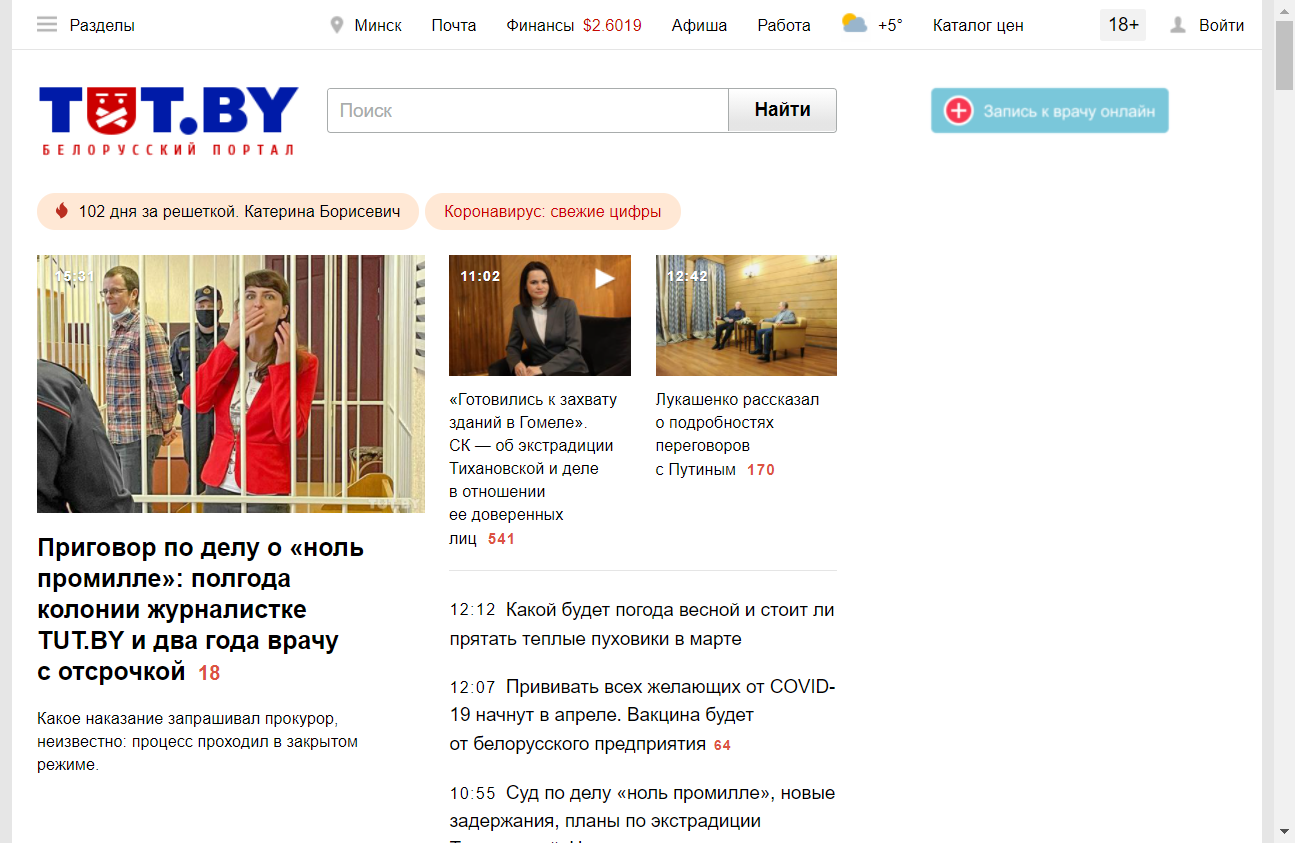 Разделы
Минск
Почта
Финансы $2.6019
Афиша
Работа
+5°
Каталог цен
18+
Войти
TUT.BY
БЕЛОРУССКИЙ ПОРТАЛ
Поиск
Найти
Запись к врачу онлайн
102 дня за решеткой. Катерина Борисевич
Коронавирус: свежие цифры
15:31
TUT.BY
Приговор по делу о «ноль
промилле»: полгода
колонии журналистке
TUT.BY и два года врачу
с отсрочкой 18
Какое наказание запрашивал прокурор,
неизвестно: процесс проходил в закрытом
режиме.
11:02
«Готовились к захвату
зданий в Гомеле».
СК — об экстрадиции
Тихановской и деле
в отношении
ее доверенных
лиц 541
12:42
Лукашенко рассказал
о подробностях
переговоров
с Путиным 170
12:12 Какой будет погода весной и стоит ли
прятать теплые пуховики в марте
12:07 Прививать всех желающих от COVID-
19 начнут в апреле. Вакцина будет
от белорусского предприятия 64
10:55 Суд по делу «ноль промилле», новые
задержания, планы по экстрадиции